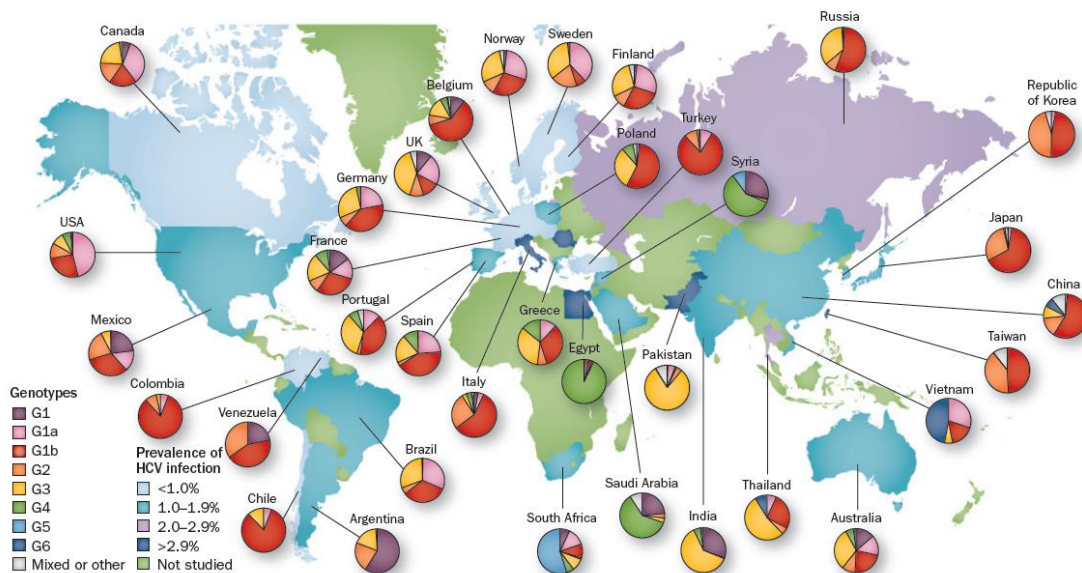 Canada
Norway
Sweden
Finland
Russia
Belgium
Republic
of Korea
UK
Poland
Turkey
Syria
Germany
USA
France
Japan
Portugal
Spain
Greece
China
Mexico
Egypt
Pakistan
Taiwan
Italy
Vietnam
Colombia
Venezuela
Brazil
Chile
Argentina
South Africa
Saudi Arabia
India
Thailand
Australia
Genotypes
G1
G1a
G1b
G2
G3
G4
G5
G6
Mixed or other
Prevalence of
HCV infection
<1.0%
1.0–1.9%
2.0–2.9%
>2.9%
Not studied